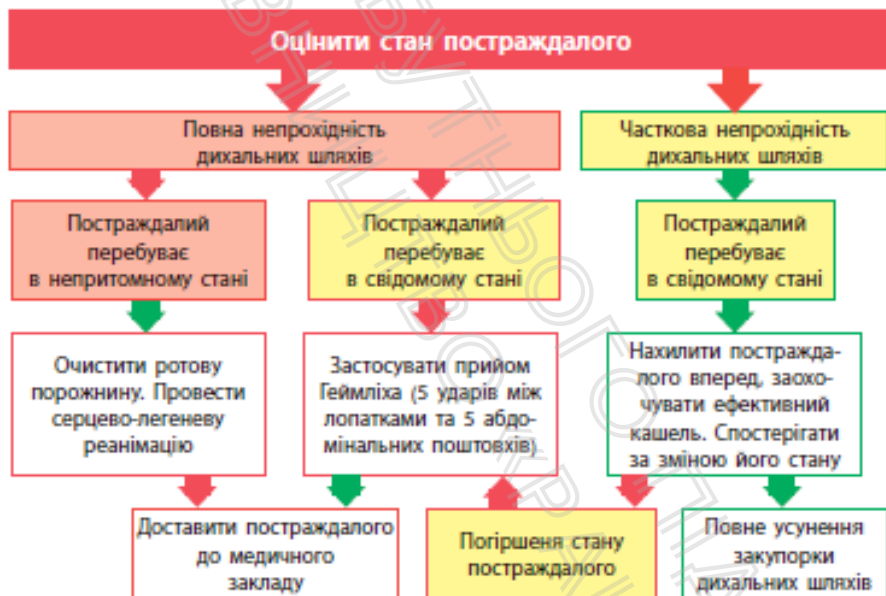 Оцінити стан постраждалого
Повна непрохідність
дихальних шляхів
Часткова непрохідність
дихальних шляхів
Постраждалий
перебуває
в непритомному стані
Постраждалий
перебуває
в свідомому стані
Постраждалий
перебуває
в свідомому стані
Очистити ротову
порожнину. Провести
серцево-легеневу
реанімацію
Застосувати прийом
Геймліха (5 ударів між
лопатками та 5 абдо-
мінальних поштовхів)
Нахилити постражда-
лого вперед, заохо-
чувати ефективний
кашель. Спостерігати
за зміною його стану
Доставити постраждалого
до медичного
закладу
Погіршеня стану
постраждалого
Повне усунення
закупорки
дихальних шляхів